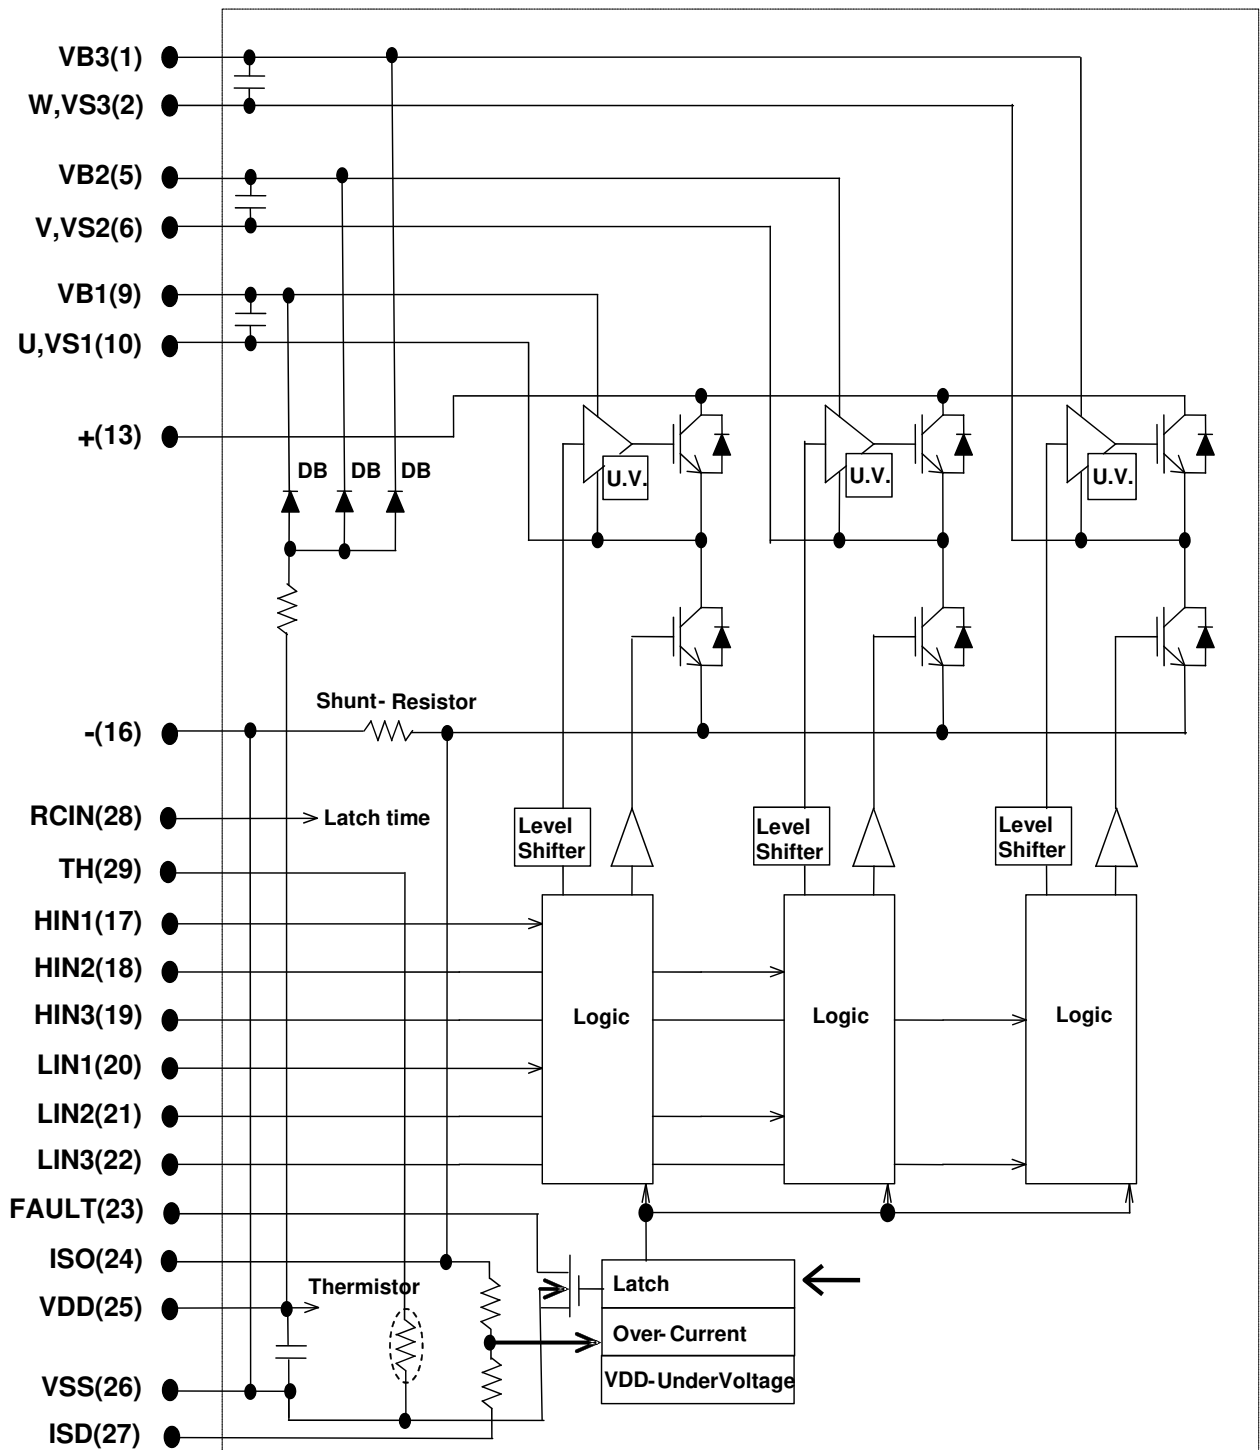 VB3(1)
W,VS3(2)
VB2(5)
V,VS2(6)
VB1(9)
U,VS1(10)
+(13)
DB DB DB
U.V. U.V. U.V.
Shunt- Resistor
-(16)
RCIN(28)
Latch time
Level
Shifter
Level
Shifter
Level
Shifter
TH(29)
HIN1(17)
HIN2(18)
HIN3(19)
Logic Logic Logic
LIN1(20)
LIN2(21)
LIN3(22)
FAULT(23)
ISO(24)
Thermistor
Latch
VDD(25)
Over-Current
VDD-UnderVoltage
VSS(26)
ISD(27)